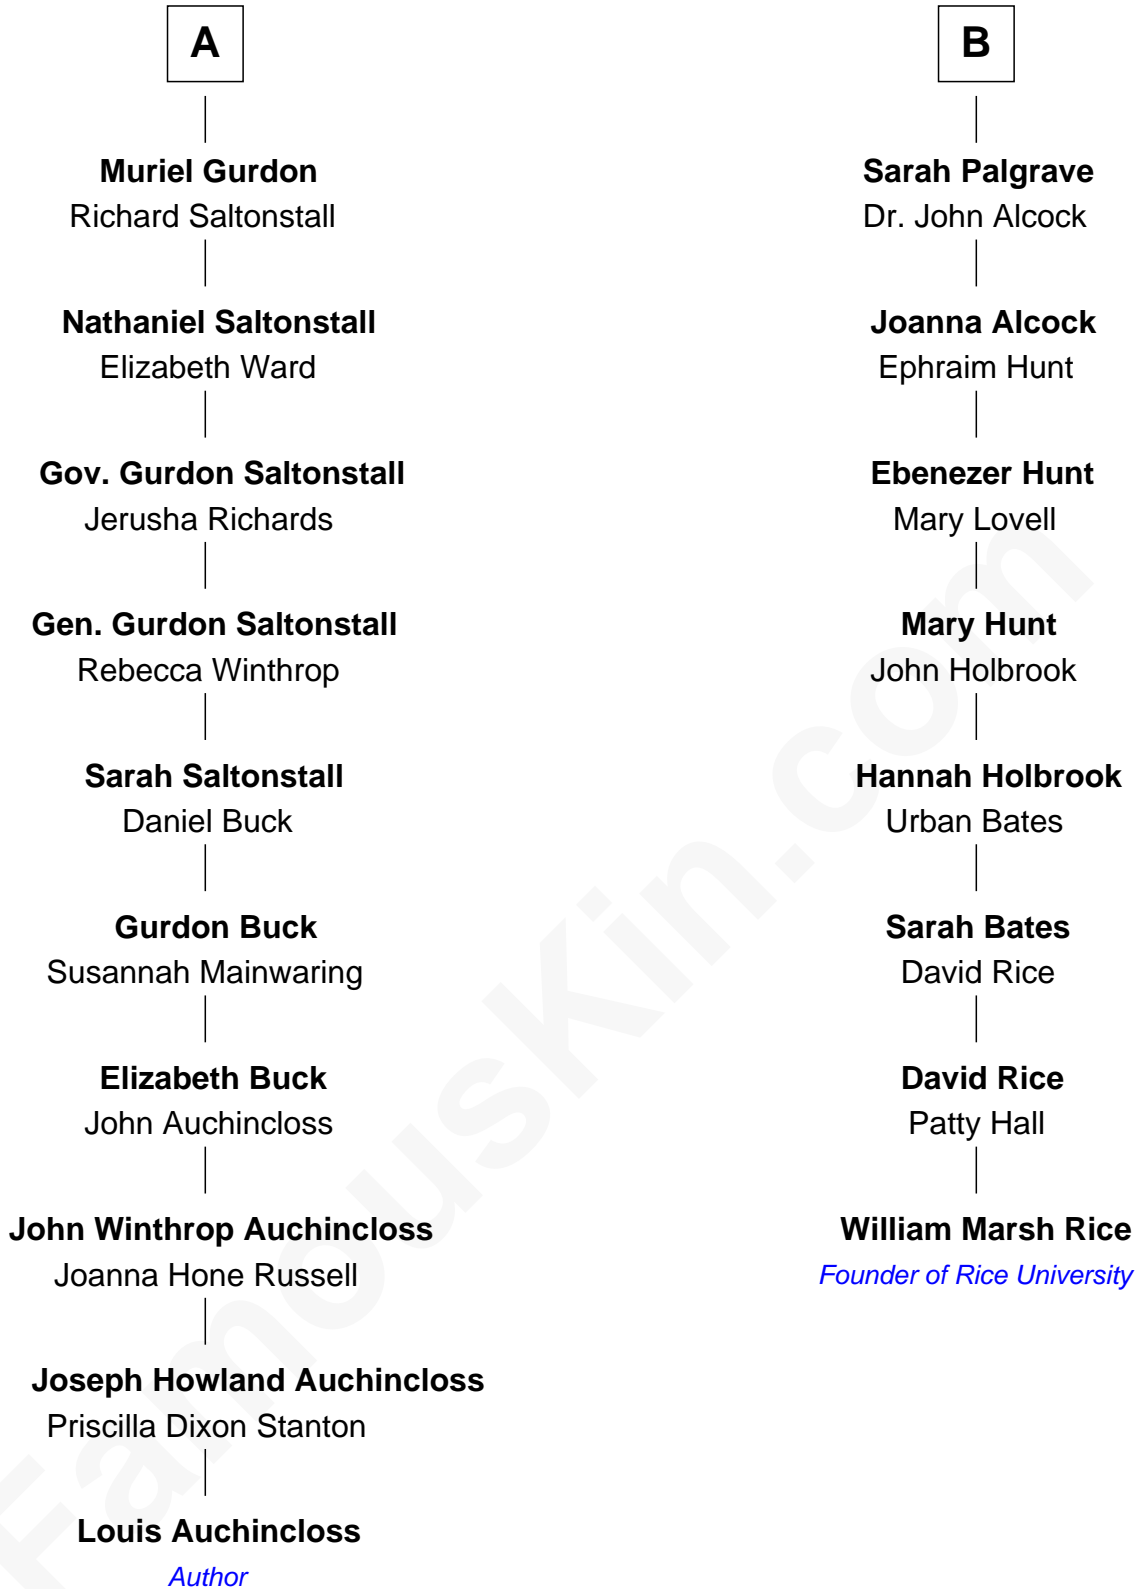 A
Muriel Gurdon
Richard Saltonstall
Nathaniel Saltonstall
Elizabeth Ward
Gov. Gurdon Saltonstall
Jerusha Richards
Gen. Gurdon Saltonstall
Rebecca Winthrop
Sarah Saltonstall
Daniel Buck
Gurdon Buck
Susannah Mainwaring
Elizabeth Buck
John Auchincloss
John Winthrop Auchincloss
Joanna Hone Russell
Joseph Howland Auchincloss
Priscilla Dixon Stanton
Louis Auchincloss
Author
B
Sarah Palgrave
Dr. John Alcock
Joanna Alcock
Ephraim Hunt
Ebenezer Hunt
Mary Lovell
Mary Hunt
John Holbrook
Hannah Holbrook
Urban Bates
Sarah Bates
David Rice
David Rice
Patty Hall
William Marsh Rice
Founder of Rice University
FamousKin.com